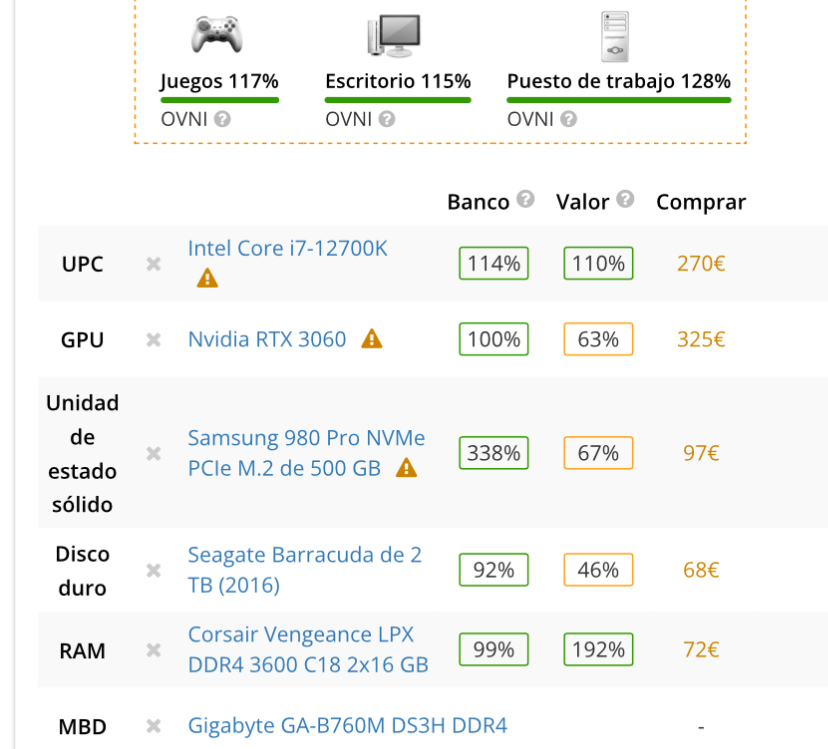 Juegos 117% Escritorio 115% Puesto de trabajo 128%
OVNI ? OVNI ? OVNI ?
Banco ? Valor ? Comprar
UPC Intel Core i7-12700K 114% 110% 270€
GPU Nvidia RTX 3060 100% 63% 325€
Unidad
de
estado
sólido
Samsung 980 Pro NVMe
PCIe M.2 de 500 GB 338% 67% 97€
Disco
duro
Seagate Barracuda de 2
TB (2016) 92% 46% 68€
RAM Corsair Vengeance LPX
DDR4 3600 C18 2x16 GB 99% 192% 72€
MBD Gigabyte GA-B760M DS3H DDR4 -